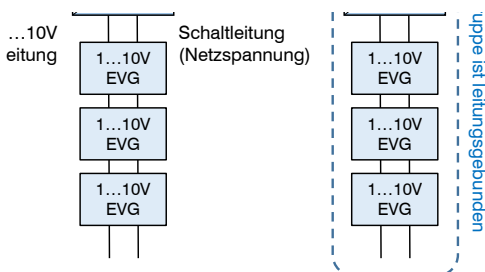 …10V
eitung
Schaltleitung
(Netzspannung)
1…10V
EVG
1…10V
EVG
1…10V
EVG
1…10V
EVG
1…10V
EVG
1…10V
EVG
uppe ist leitungsgebunden